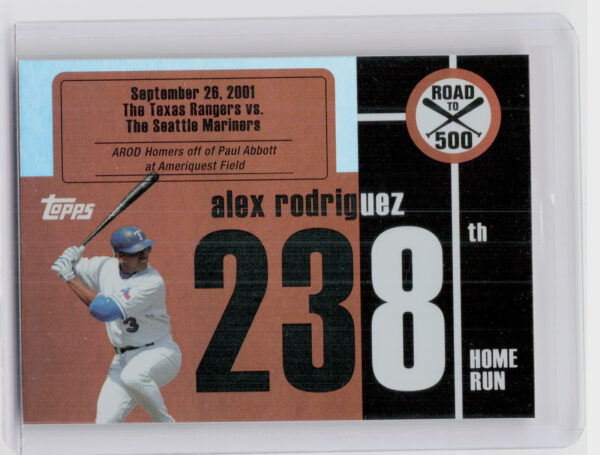 September 26, 2001
The Texas Rangers vs.
The Seattle Mariners
AROD Homers off of Paul Abbott
at Ameriquest Field
ROAD
TO
500
Topps
alex rodriguez
238
th
HOME
RUN
T
3